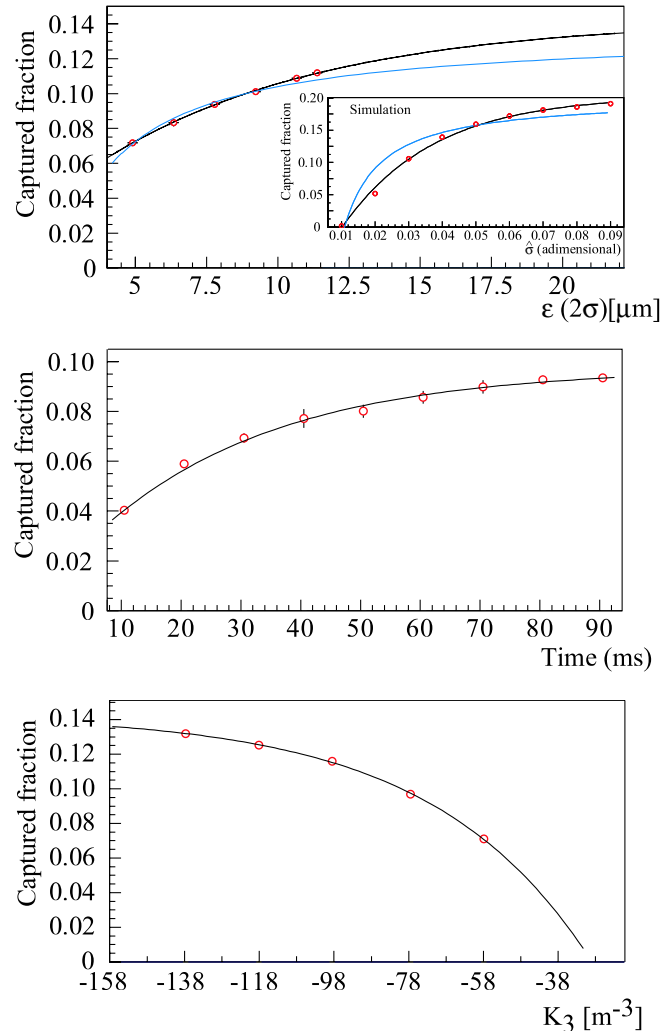 0.14
0.12
0.10
0.08
0.06
0.04
0.02
0
Captured fraction
5 7.5 10 12.5 15 17.5 20
ε (2σ)[μm]
Simulation
0.20
0.15
0.10
0.05
0
Captured fraction
0.01 0.02 0.03 0.04 0.05 0.06 0.07 0.08 0.09
σ̂ (adimensional)
0.10
0.08
0.06
0.04
0.02
0
Captured fraction
10 20 30 40 50 60 70 80 90
Time (ms)
0.14
0.12
0.10
0.08
0.06
0.04
0.02
0
Captured fraction
-158 -138 -118 -98 -78 -58 -38
K₃ [m⁻³]